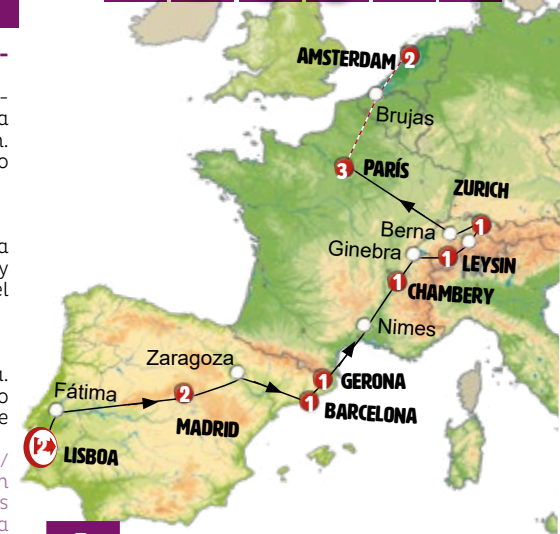 AMSTERDAM 2
Brujas
3 PARÍS
ZURICH
1
Berna
Ginebra
1 LEYSIN
1 CHAMBERY
Nimes
Zaragoza
1 GERONA
Fátima
2
1 BARCELONA
MADRID
2
LISBOA